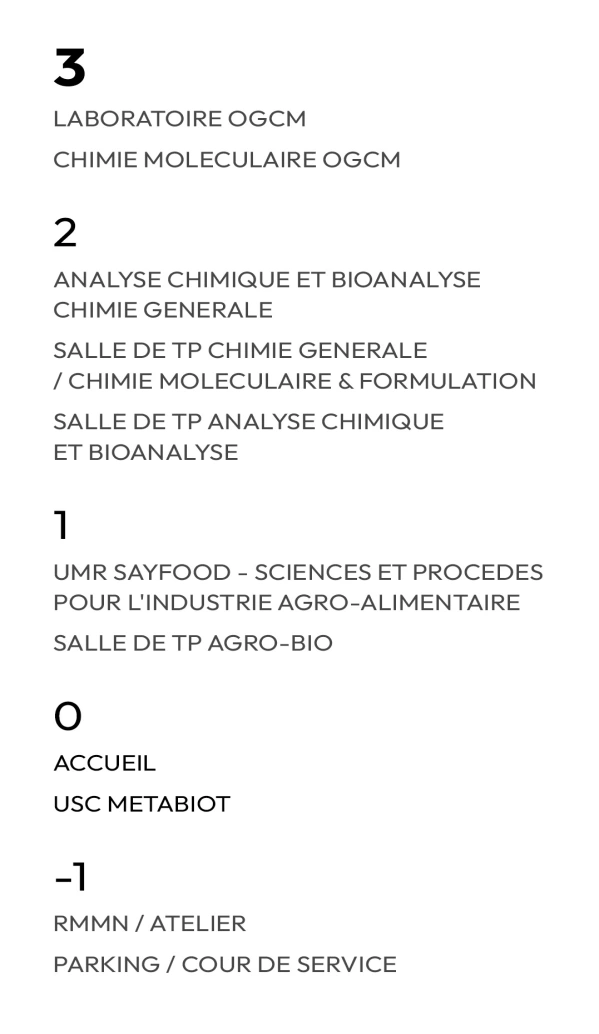 3
LABORATOIRE OGCM
CHIMIE MOLECULAIRE OGCM
2
ANALYSE CHIMIQUE ET BIOANALYSE
CHIMIE GENERALE
SALLE DE TP CHIMIE GENERALE
/ CHIMIE MOLECULAIRE & FORMULATION
SALLE DE TP ANALYSE CHIMIQUE
ET BIOANALYSE
1
UMR SAYFOOD - SCIENCES ET PROCEDES
POUR L'INDUSTRIE AGRO-ALIMENTAIRE
SALLE DE TP AGRO-BIO
0
ACCUEIL
USC METABIOT
-1
RMMN / ATELIER
PARKING / COUR DE SERVICE